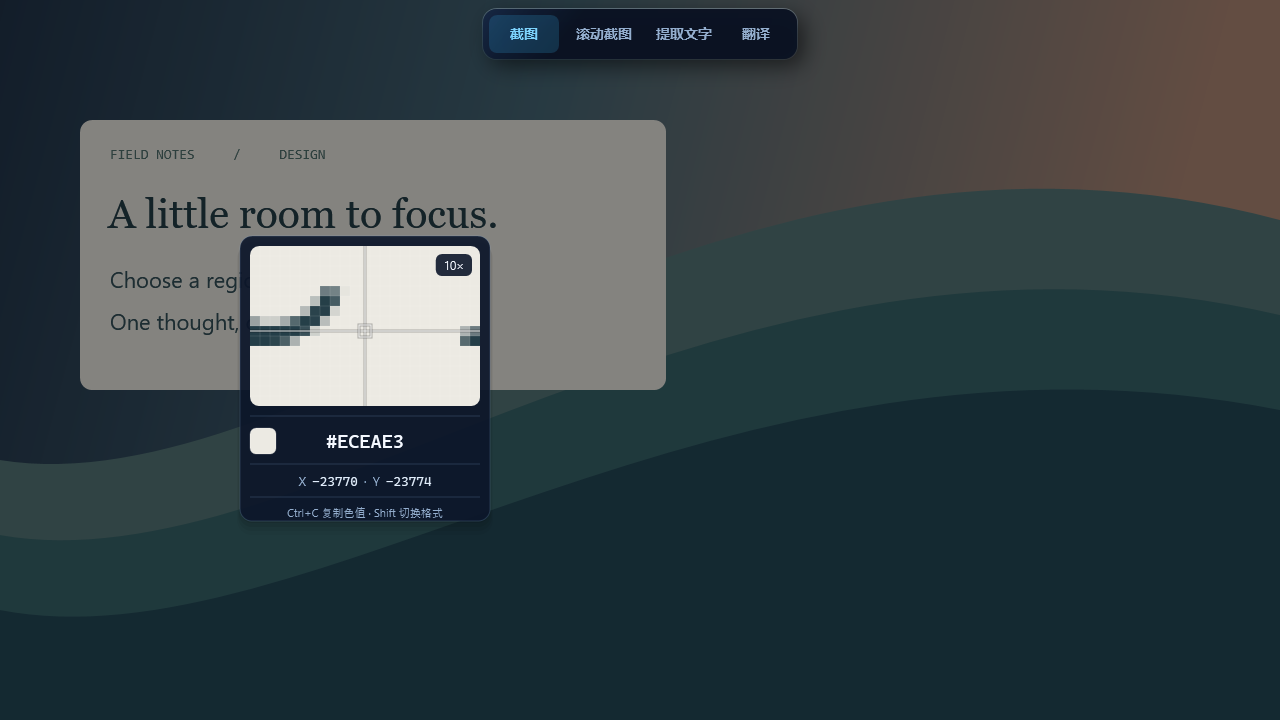 截图 滚动截图 提取文字 翻译
FIELD NOTES / DESIGN
A little room to focus.
Choose a regi
One thought,
10×
#ECEAE3
X −23770 · Y −23774
Ctrl+C 复制色值 · Shift 切换格式